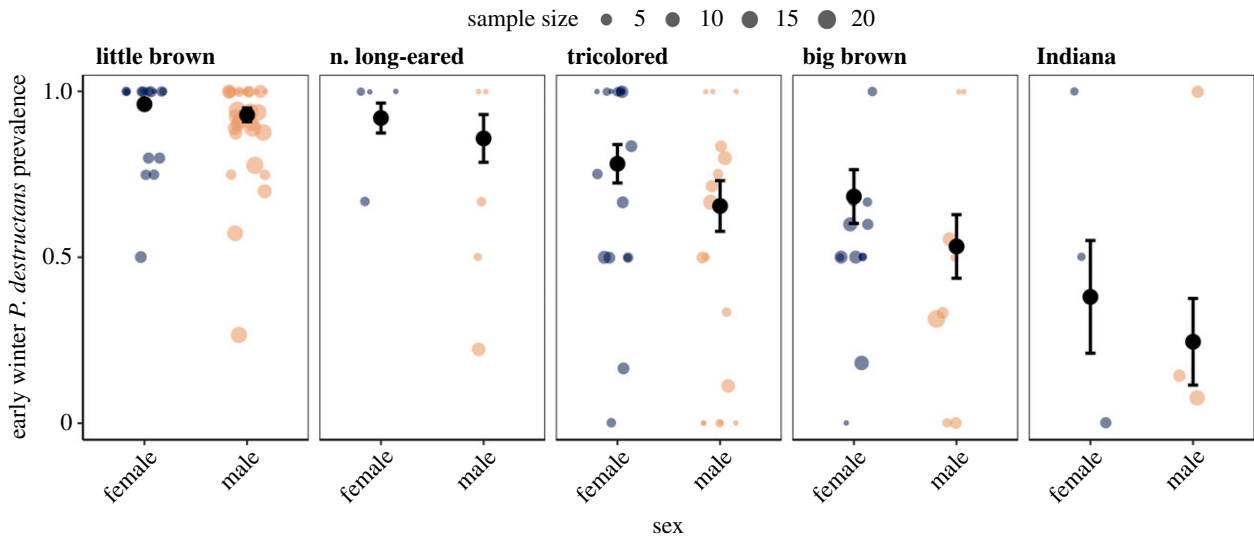 sample size 5 10 15 20
little brown n. long-eared tricolored big brown Indiana
early winter P. destructans prevalence
1.0
0.5
0
female male female male female male female male female male
sex